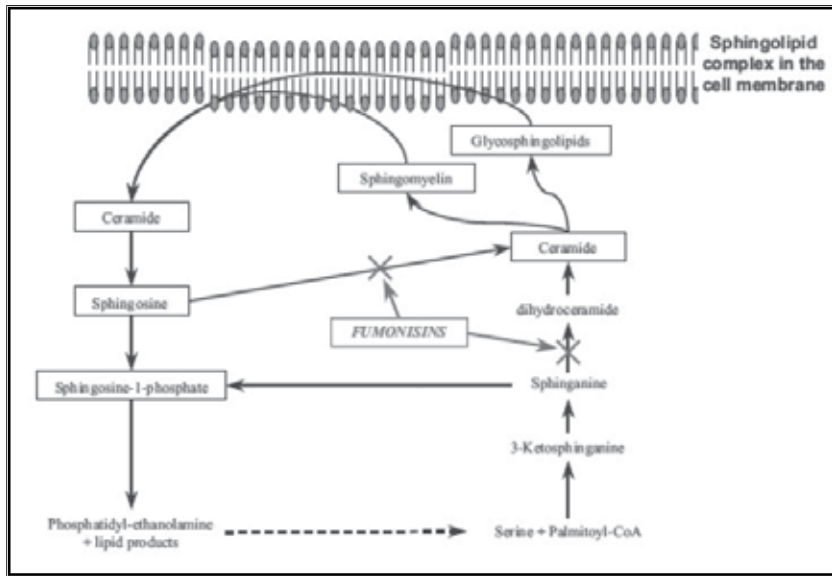 Sphingolipid
complex in the
cell membrane
Glycosphingolipids
Sphingomyelin
Ceramide
Ceramide
Sphingosine
dihydroceramide
FUMONISINS
Sphingosine-1-phosphate
Sphinganine
3-Ketosphinganine
Phosphatidyl-ethanolamine
+ lipid products
Serine + Palmitoyl-CoA